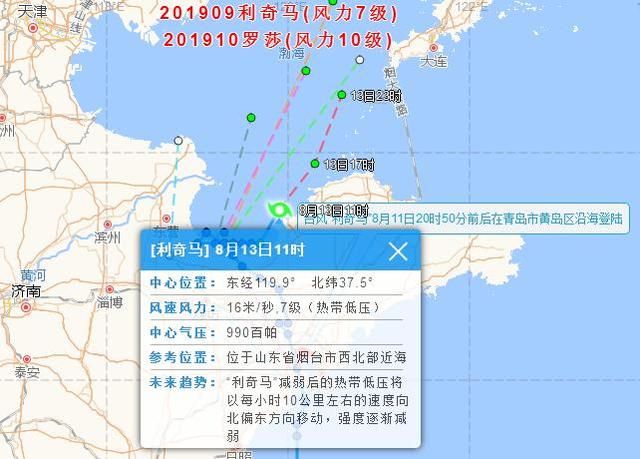 天津
118°E
201909利奇马(风力7级)
201910罗莎(风力10级)
渤海
大连
烟大
13日23时
13日17时
8月13日11时
台风 利奇马 8月11日20时50分前后在青岛市黄岛区沿海登陆
东营
滨州
黄河
济南
淄博
泰安
日照
[利奇马] 8月13日11时
中心位置： 东经119.9° 北纬37.5°
风速风力： 16米/秒,7级（热带低压）
中心气压： 990百帕
参考位置： 位于山东省烟台市西北部近海
未来趋势： “利奇马”减弱后的热带低压将
以每小时10公里左右的速度向
北偏东方向移动，强度逐渐减
弱